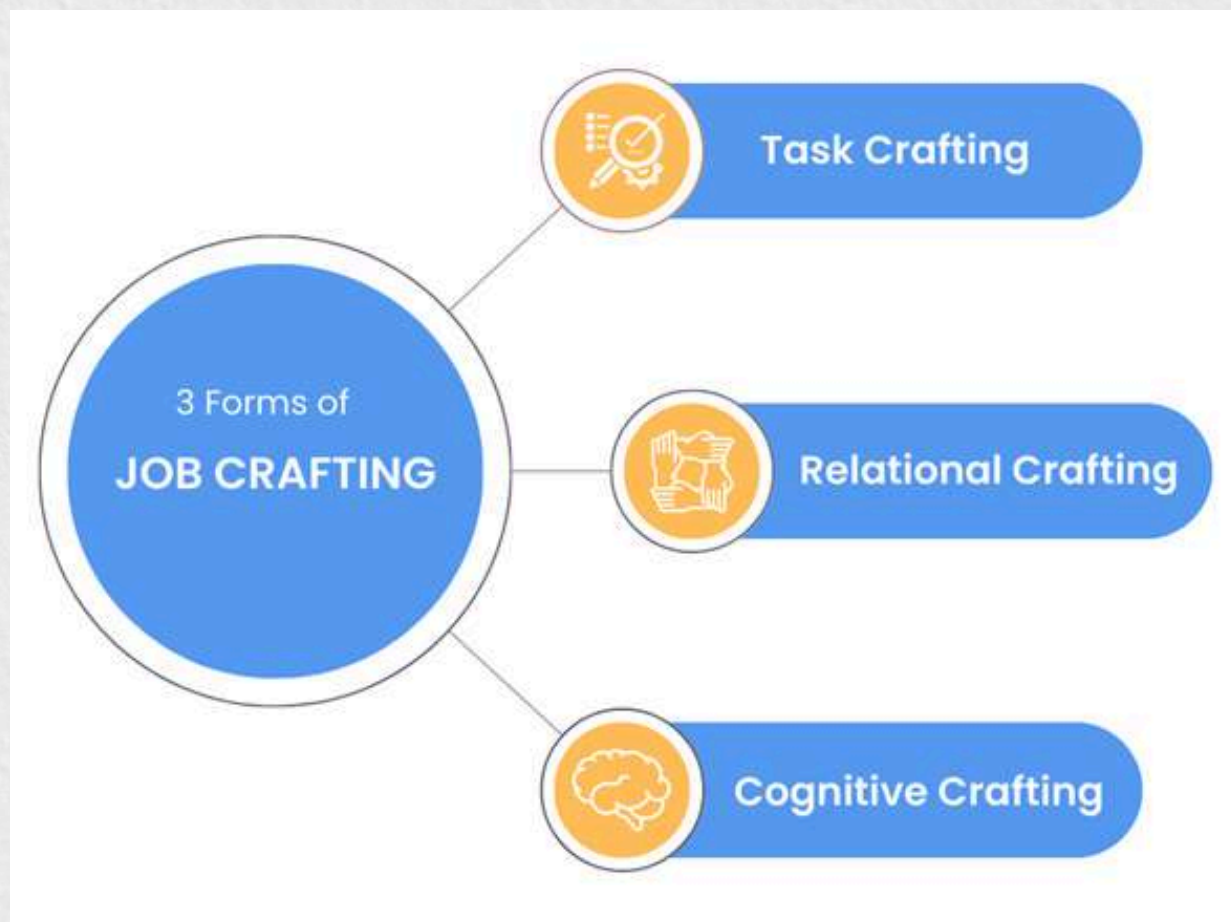 3 Forms of
JOB CRAFTING
Task Crafting
Relational Crafting
Cognitive Crafting